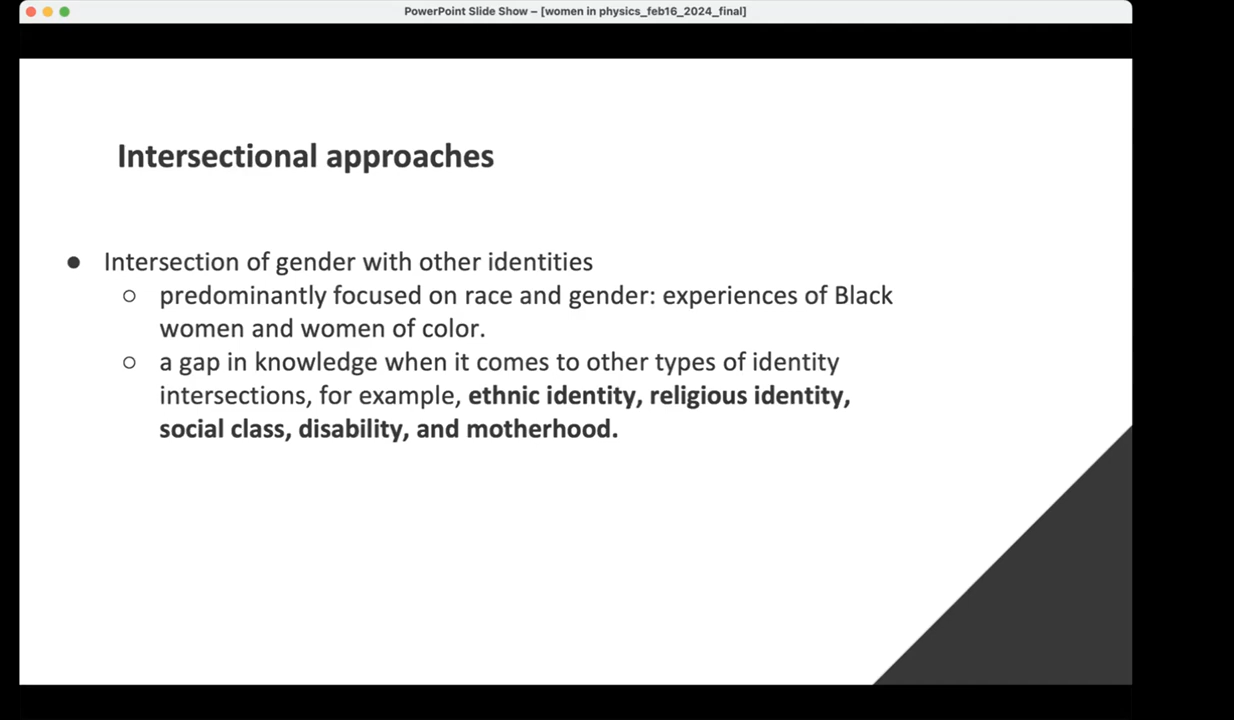 PowerPoint Slide Show – [women in physics_feb16_2024_final]
Intersectional approaches
● Intersection of gender with other identities
○ predominantly focused on race and gender: experiences of Black
women and women of color.
○ a gap in knowledge when it comes to other types of identity
intersections, for example, ethnic identity, religious identity,
social class, disability, and motherhood.